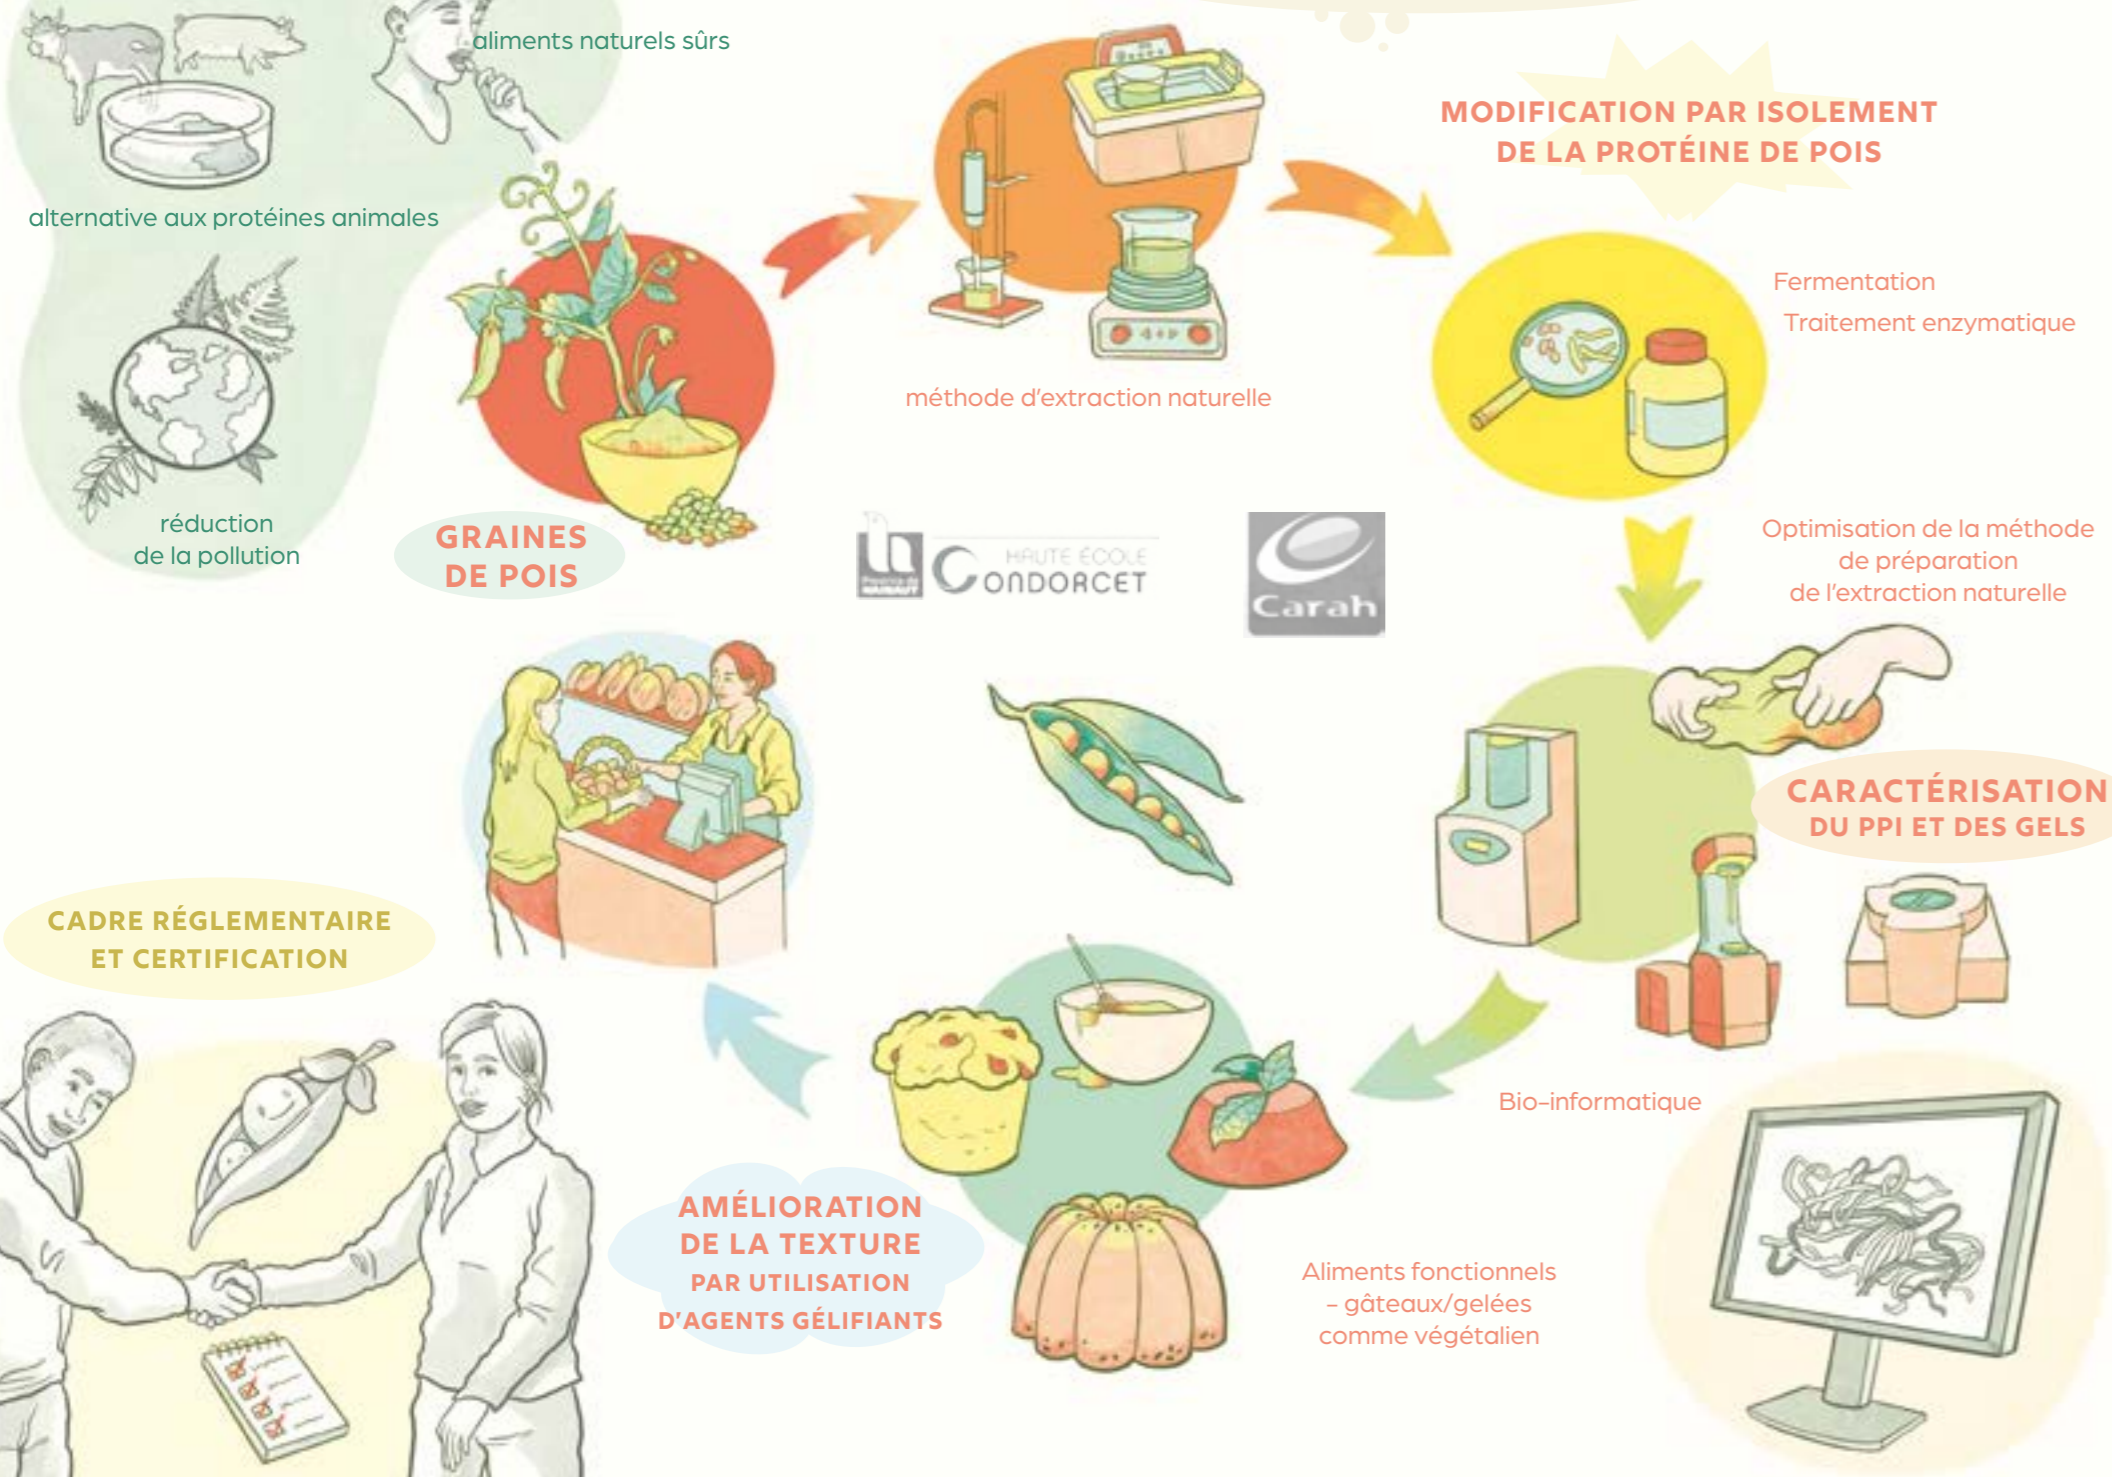 aliments naturels sûrs
alternative aux protéines animales
réduction
de la pollution
GRAINES
DE POIS
méthode d'extraction naturelle
MODIFICATION PAR ISOLEMENT
DE LA PROTÉINE DE POIS
Fermentation
Traitement enzymatique
Optimisation de la méthode
de préparation
de l'extraction naturelle
HAUTE ÉCOLE
CONDORCET
Carah
CARACTÉRISATION
DU PPI ET DES GELS
Bio-informatique
Aliments fonctionnels
- gâteaux/gelées
comme végétalien
AMÉLIORATION
DE LA TEXTURE
PAR UTILISATION
D'AGENTS GÉLIFIANTS
CADRE RÉGLEMENTAIRE
ET CERTIFICATION